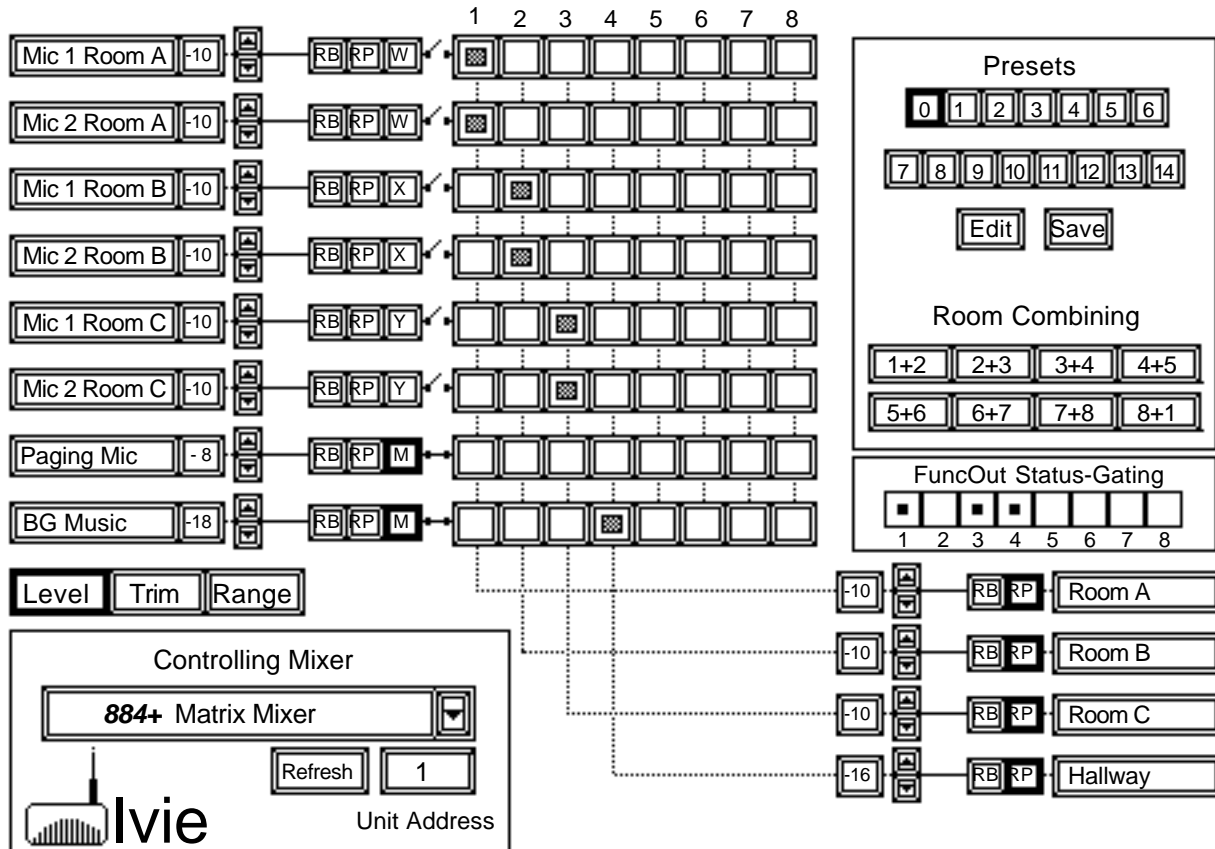 1 2 3 4 5 6 7 8
Mic 1 Room A -10 RB RP W
Mic 2 Room A -10 RB RP W
Mic 1 Room B -10 RB RP X
Mic 2 Room B -10 RB RP X
Mic 1 Room C -10 RB RP Y
Mic 2 Room C -10 RB RP Y
Paging Mic - 8 RB RP M
BG Music -18 RB RP M
Level Trim Range
Controlling Mixer
884+ Matrix Mixer
Refresh 1
Unit Address
Ivie
Presets
0 1 2 3 4 5 6
7 8 9 10 11 12 13 14
Edit Save
Room Combining
1+2 2+3 3+4 4+5
5+6 6+7 7+8 8+1
FuncOut Status-Gating
1 2 3 4 5 6 7 8
-10 RB RP Room A
-10 RB RP Room B
-10 RB RP Room C
-16 RB RP Hallway